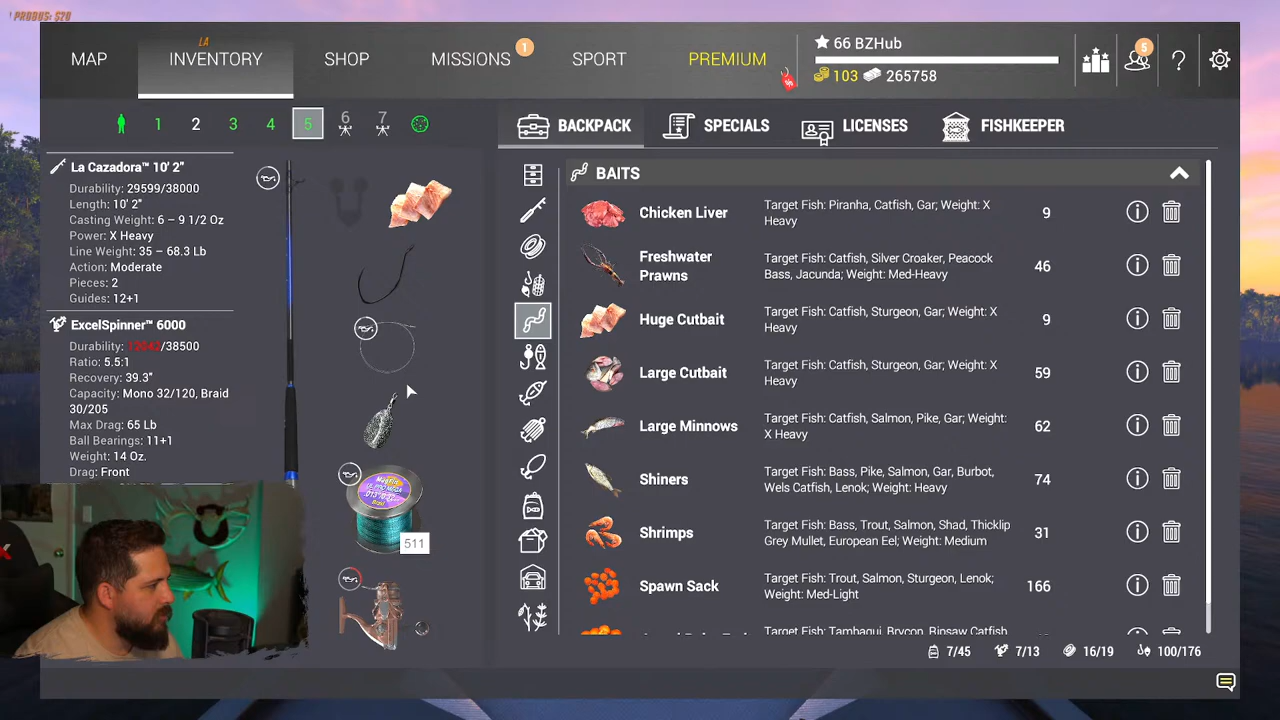 PROBUS: 520
MAP
LA
INVENTORY
SHOP
MISSIONS
1
SPORT
PREMIUM
66 BZHub
103 265758
5
?
1 2 3 4 5 6 7
BACKPACK
SPECIALS
LICENSES
FISHKEEPER
La Cazadora™ 10' 2"
Durability: 29599/38000
Length: 10' 2"
Casting Weight: 6 – 9 1/2 Oz
Power: X Heavy
Line Weight: 35 – 68.3 Lb
Action: Moderate
Pieces: 2
Guides: 12+1
ExcelSpinner™ 6000
/38500
Ratio: 5.5:1
Recovery: 39.3"
Capacity: Mono 32/120, Braid
30/205
Max Drag: 65 Lb
Ball Bearings: 11+1
Weight: 14 Oz.
Drag: Front
511
BAITS
Chicken Liver
Target Fish: Piranha, Catfish, Gar; Weight: X
Heavy
9
Freshwater
Prawns
Target Fish: Catfish, Silver Croaker, Peacock
Bass, Jacunda; Weight: Med-Heavy
46
Huge Cutbait
Target Fish: Catfish, Sturgeon, Gar; Weight: X
Heavy
9
Large Cutbait
Target Fish: Catfish, Sturgeon, Gar; Weight: X
Heavy
59
Large Minnows
Target Fish: Catfish, Salmon, Pike, Gar; Weight:
X Heavy
62
Shiners
Target Fish: Bass, Pike, Salmon, Gar, Burbot,
Wels Catfish, Lenok; Weight: Heavy
74
Shrimps
Target Fish: Bass, Trout, Salmon, Shad, Thicklip
Grey Mullet, European Eel; Weight: Medium
31
Spawn Sack
Target Fish: Trout, Salmon, Sturgeon, Lenok;
Weight: Med-Light
166
Target Fish: Tambaqui, Brycon, Ripsaw Catfish
7/45 7/13 16/19 100/176